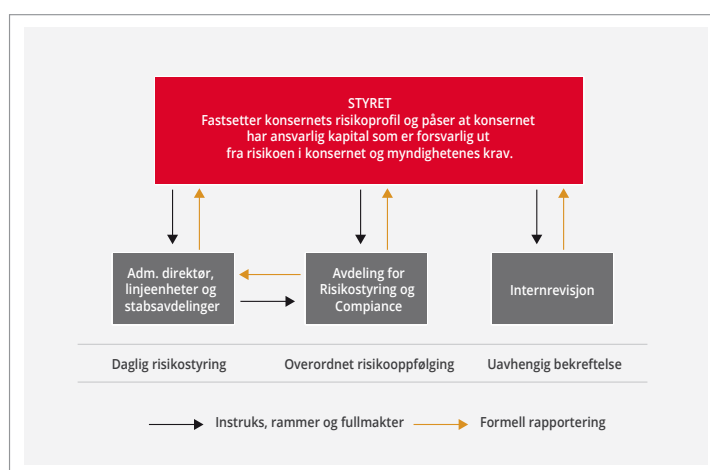 STYRET
Fastsetter konsernets risikoprofil og påser at konsernet
har ansvarlig kapital som er forsvarlig ut
fra risikoen i konsernet og myndighetenes krav.
Adm. direktør,
linjeenheter og
stabsavdelinger
Avdeling for
Risikostyring og
Compiance
Internrevisjon
Daglig risikostyring
Overordnet risikooppfølging
Uavhengig bekreftelse
Instruks, rammer og fullmakter
Formell rapportering